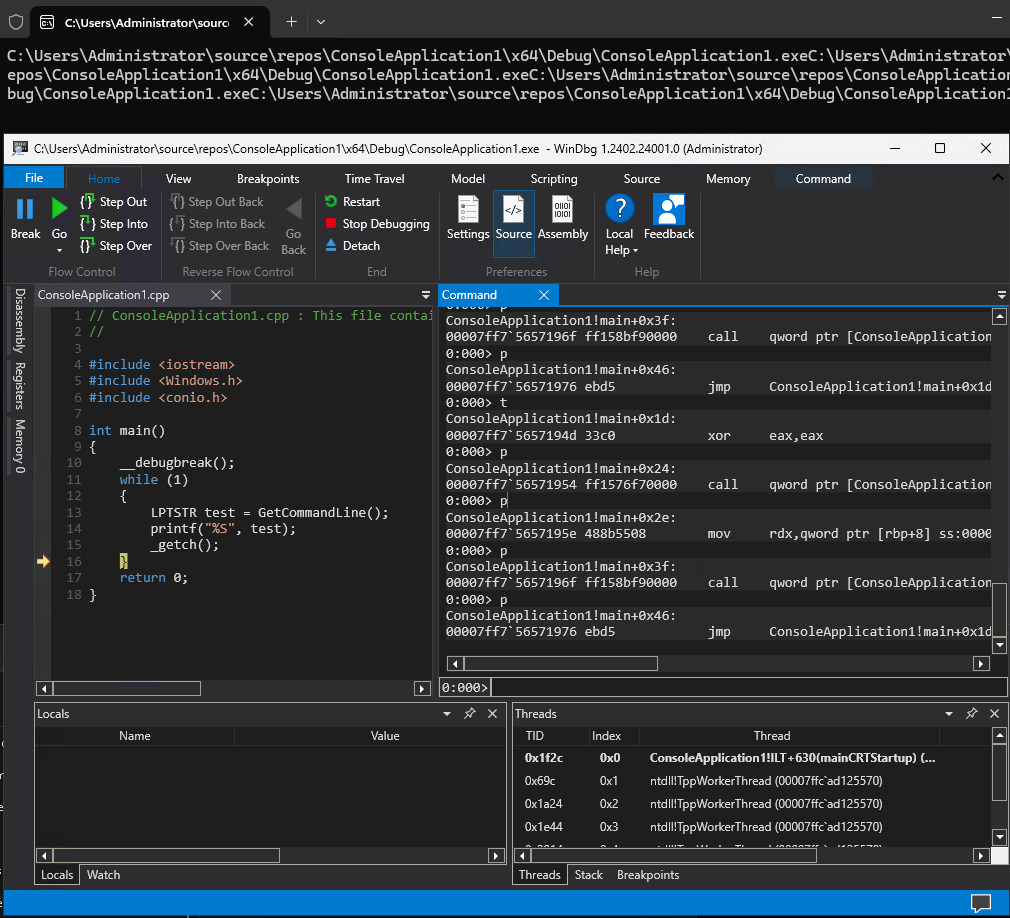 C:\Users\Administrator\sourc
C:\Users\Administrator\source\repos\ConsoleApplication1\x64\Debug\ConsoleApplication1.exeC:\Users\Administrator\source\r
epos\ConsoleApplication1\x64\Debug\ConsoleApplication1.exeC:\Users\Administrator\source\repos\ConsoleApplication
bug\ConsoleApplication1.exeC:\Users\Administrator\source\repos\ConsoleApplication1\x64\Debug\ConsoleApplication1
C:\Users\Administrator\source\repos\ConsoleApplication1\x64\Debug\ConsoleApplication1.exe - WinDbg 1.2402.24001.0 (Administrator)
File Home View Breakpoints Time Travel Model Scripting Source Memory Command
Break
Go
Step Out
Step Into
Step Over
Flow Control
Step Out Back
Step Into Back
Step Over Back
Go Back
Reverse Flow Control
Restart
Stop Debugging
Detach
End
Settings
Source
Assembly
Preferences
Local Help
Feedback
Help
Disassembly
Registers
Memory 0
ConsoleApplication1.cpp
1 // ConsoleApplication1.cpp : This file contai
2 //
3
4 #include <iostream>
5 #include <Windows.h>
6 #include <conio.h>
7
8 int main()
9 {
10 __debugbreak();
11 while (1)
12 {
13 LPTSTR test = GetCommandLine();
14 printf("%S", test);
15 _getch();
16 }
17 return 0;
18 }
Command
0:000> p
ConsoleApplication1!main+0x3f:
00007ff7`5657196f ff158bf90000 call qword ptr [ConsoleApplication
0:000> p
ConsoleApplication1!main+0x46:
00007ff7`56571976 ebd5 jmp ConsoleApplication1!main+0x1d
0:000> t
ConsoleApplication1!main+0x1d:
00007ff7`5657194d 33c0 xor eax,eax
0:000> p
ConsoleApplication1!main+0x24:
00007ff7`56571954 ff1576f70000 call qword ptr [ConsoleApplication
0:000> p
ConsoleApplication1!main+0x2e:
00007ff7`5657195e 488b5508 mov rdx,qword ptr [rbp+8] ss:0000
0:000> p
ConsoleApplication1!main+0x3f:
00007ff7`5657196f ff158bf90000 call qword ptr [ConsoleApplication
0:000> p
ConsoleApplication1!main+0x46:
00007ff7`56571976 ebd5 jmp ConsoleApplication1!main+0x1d
0:000>
Locals
Name Value
Locals Watch
Threads
TID Index Thread
0x1f2c 0x0 ConsoleApplication1!ILT+630(mainCRTStartup) (...
0x69c 0x1 ntdll!TppWorkerThread (00007ffc`ad125570)
0x1a24 0x2 ntdll!TppWorkerThread (00007ffc`ad125570)
0x1e44 0x3 ntdll!TppWorkerThread (00007ffc`ad125570)
Threads Stack Breakpoints